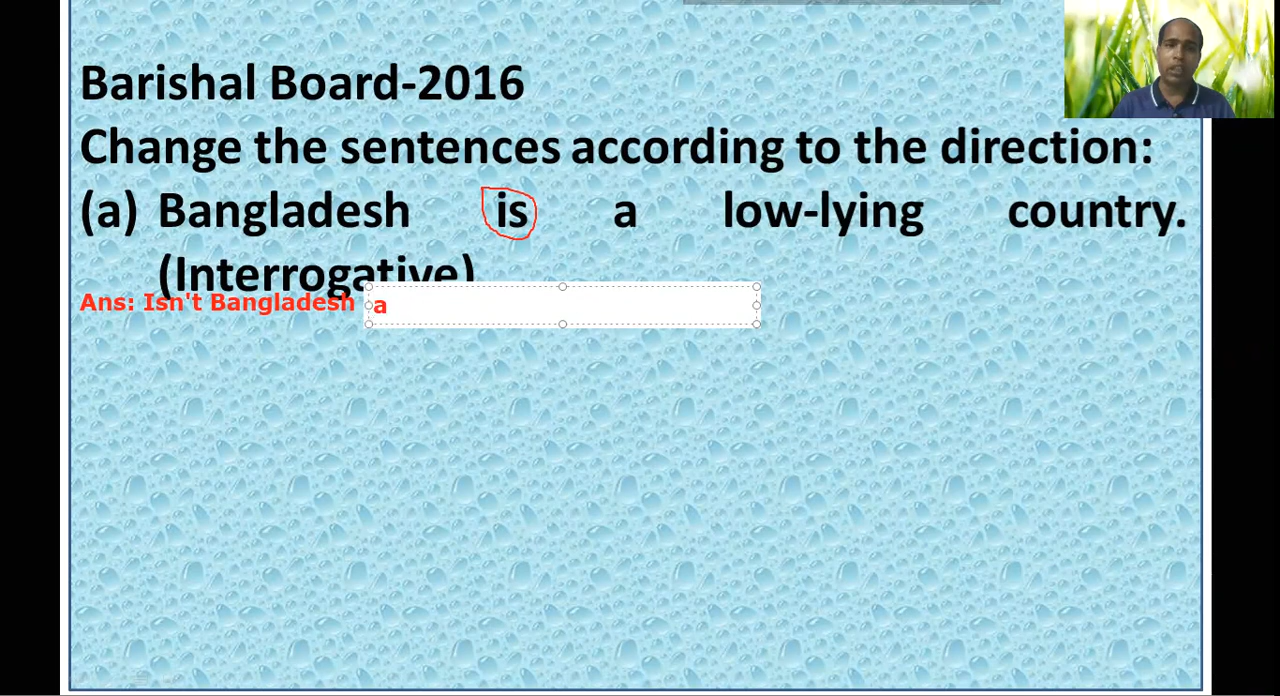 Barishal Board-2016
Change the sentences according to the direction:
(a) Bangladesh is a low-lying country.
(Interrogative)
Ans: Isn't Bangladesh a